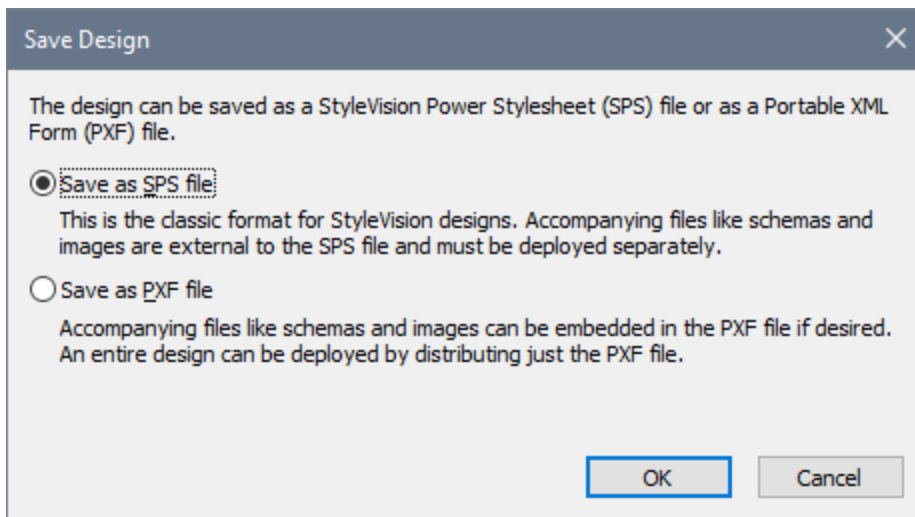 Save Design
The design can be saved as a StyleVision Power Stylesheet (SPS) file or as a Portable XML
Form (PXF) file.
Save as SPS file
This is the classic format for StyleVision designs. Accompanying files like schemas and
images are external to the SPS file and must be deployed separately.
Save as PXF file
Accompanying files like schemas and images can be embedded in the PXF file if desired.
An entire design can be deployed by distributing just the PXF file.
OK Cancel